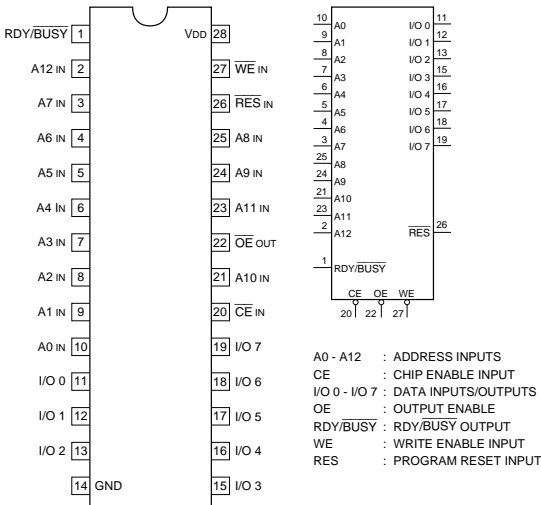 RDY/BUSY 1
VDD 28
A12 IN 2
27 WE IN
A7 IN 3
26 RES IN
A6 IN 4
25 A8 IN
A5 IN 5
24 A9 IN
A4 IN 6
23 A11 IN
A3 IN 7
22 OE OUT
A2 IN 8
21 A10 IN
A1 IN 9
20 CE IN
A0 IN 10
19 I/O 7
I/O 0 11
18 I/O 6
I/O 1 12
17 I/O 5
I/O 2 13
16 I/O 4
14 GND
15 I/O 3
10 A0 I/O 0 11
9 A1 I/O 1 12
8 A2 I/O 2 13
7 A3 I/O 3 15
6 A4 I/O 4 16
5 A5 I/O 5 17
4 A6 I/O 6 18
3 A7 I/O 7 19
25 A8
24 A9
21 A10
23 A11
2 A12 RES 26
1 RDY/BUSY
CE OE WE
20 22 27
A0 - A12 : ADDRESS INPUTS
CE : CHIP ENABLE INPUT
I/O 0 - I/O 7 : DATA INPUTS/OUTPUTS
OE : OUTPUT ENABLE
RDY/BUSY : RDY/BUSY OUTPUT
WE : WRITE ENABLE INPUT
RES : PROGRAM RESET INPUT